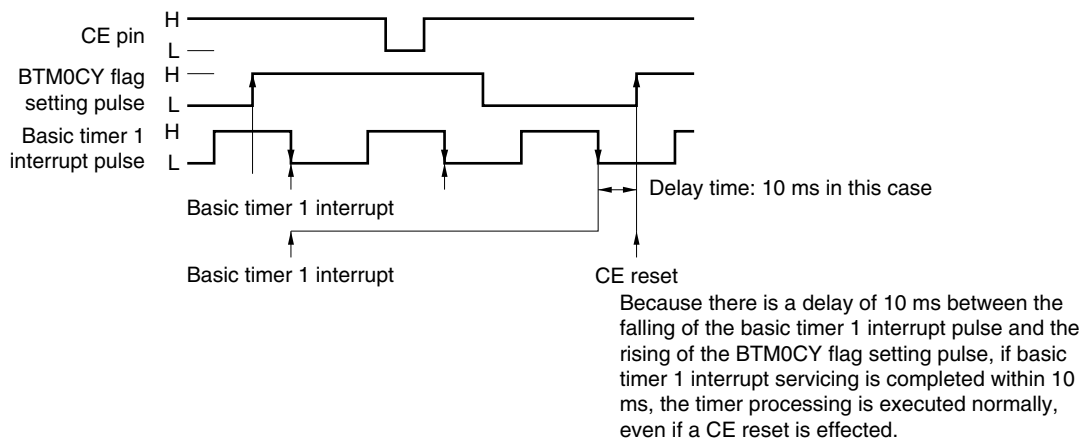 CE pin
H
L
BTM0CY flag
setting pulse
H
L
Basic timer 1
interrupt pulse
H
L
Delay time: 10 ms in this case
Basic timer 1 interrupt
Basic timer 1 interrupt
CE reset
Because there is a delay of 10 ms between the
falling of the basic timer 1 interrupt pulse and the
rising of the BTM0CY flag setting pulse, if basic
timer 1 interrupt servicing is completed within 10
ms, the timer processing is executed normally,
even if a CE reset is effected.